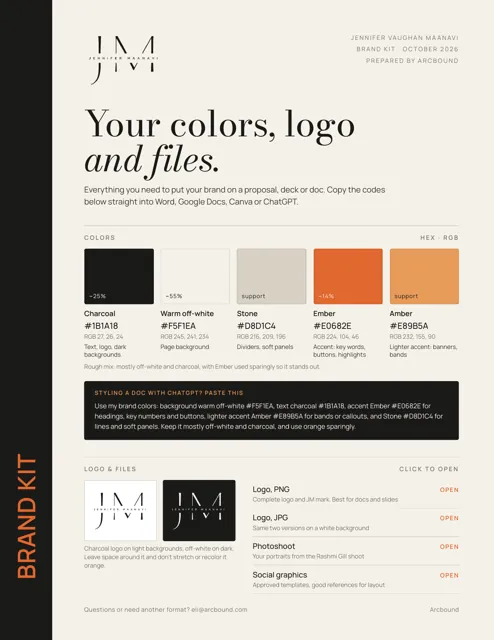 JM
JENNIFER MAANAVI
JENNIFER VAUGHAN MAANAVI
BRAND KIT · OCTOBER 2026
PREPARED BY ARCBOUND
Your colors, logo
and files.
Everything you need to put your brand on a proposal, deck or doc. Copy the codes
below straight into Word, Google Docs, Canva or ChatGPT.
COLORS
HEX · RGB
~25%
~55%
support
~14%
support
Charcoal
#1B1A18
RGB 27, 26, 24
Text, logo, dark
backgrounds
Warm off-white
#F5F1EA
RGB 245, 241, 234
Page background
Stone
#D8D1C4
RGB 216, 209, 196
Dividers, soft panels
Ember
#E0682E
RGB 224, 104, 46
Accent: key words,
buttons, highlights
Amber
#E89B5A
RGB 232, 155, 90
Lighter accent: banners,
bands
Rough mix: mostly off-white and charcoal, with Ember used sparingly so it stands out.
STYLING A DOC WITH CHATGPT? PASTE THIS
Use my brand colors: background warm off-white #F5F1EA, text charcoal #1B1A18, accent Ember #E0682E for
headings, key numbers and buttons, lighter accent Amber #E89B5A for bands or callouts, and Stone #D8D1C4 for
lines and soft panels. Keep it mostly off-white and charcoal, and use orange sparingly.
LOGO & FILES
CLICK TO OPEN
JM
JENNIFER MAANAVI
JM
JENNIFER MAANAVI
Charcoal logo on light backgrounds, off-white on dark.
Leave space around it and don't stretch or recolor it
orange.
Logo, PNG
Complete logo and JM mark. Best for docs and slides
OPEN
Logo, JPG
Same two versions on a white background
OPEN
Photoshoot
Your portraits from the Rashmi Gill shoot
OPEN
Social graphics
Approved templates, good references for layout
OPEN
BRAND KIT
Questions or need another format? eli@arcbound.com
Arcbound